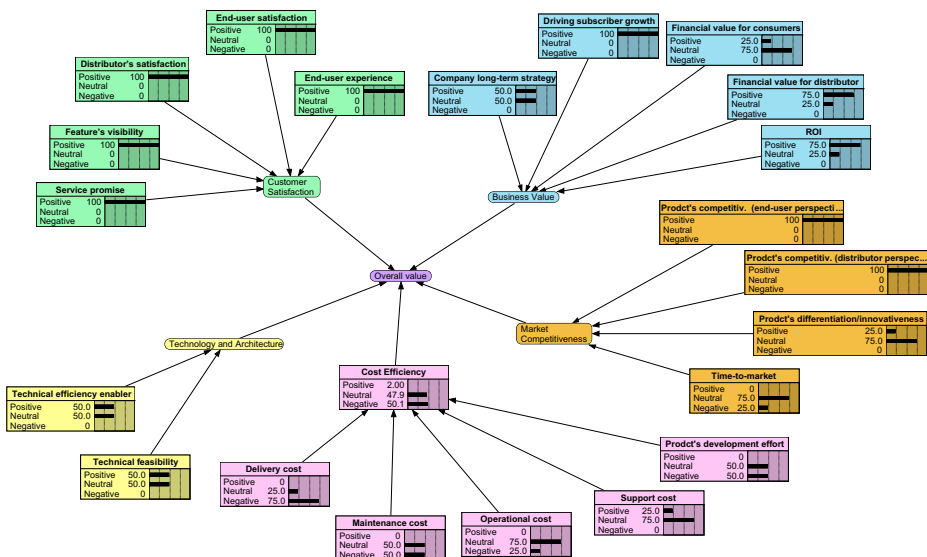 End-user satisfaction
Positive 100
Neutral 0
Negative 0
Driving subscriber growth
Positive 100
Neutral 0
Negative 0
Financial value for consumers
Positive 25.0
Neutral 75.0
Negative 0
Distributor's satisfaction
Positive 100
Neutral 0
Negative 0
End-user experience
Positive 100
Neutral 0
Negative 0
Company long-term strategy
Positive 50.0
Neutral 50.0
Negative 0
Financial value for distributor
Positive 75.0
Neutral 25.0
Negative 0
Feature's visibility
Positive 100
Neutral 0
Negative 0
ROI
Positive 75.0
Neutral 25.0
Negative 0
Service promise
Positive 100
Neutral 0
Negative 0
Customer
Satisfaction
Business Value
Prodct's competitiv. (end-user perspecti...
Positive 100
Neutral 0
Negative 0
Prodct's competitiv. (distributor perspec...
Positive 100
Neutral 0
Negative 0
Overall value
Prodct's differentiation/innovativeness
Positive 25.0
Neutral 75.0
Negative 0
Market
Competitiveness
Technology and Architecture
Cost Efficiency
Positive 2.00
Neutral 47.9
Negative 50.1
Time-to-market
Positive 0
Neutral 75.0
Negative 25.0
Technical efficiency enabler
Positive 50.0
Neutral 50.0
Negative 0
Technical feasibility
Positive 50.0
Neutral 50.0
Negative 0
Delivery cost
Positive 0
Neutral 25.0
Negative 75.0
Prodct's development effort
Positive 0
Neutral 50.0
Negative 50.0
Support cost
Positive 25.0
Neutral 75.0
Negative 0
Maintenance cost
Positive 0
Neutral 50.0
Negative 50.0
Operational cost
Positive 0
Neutral 75.0
Negative 25.0